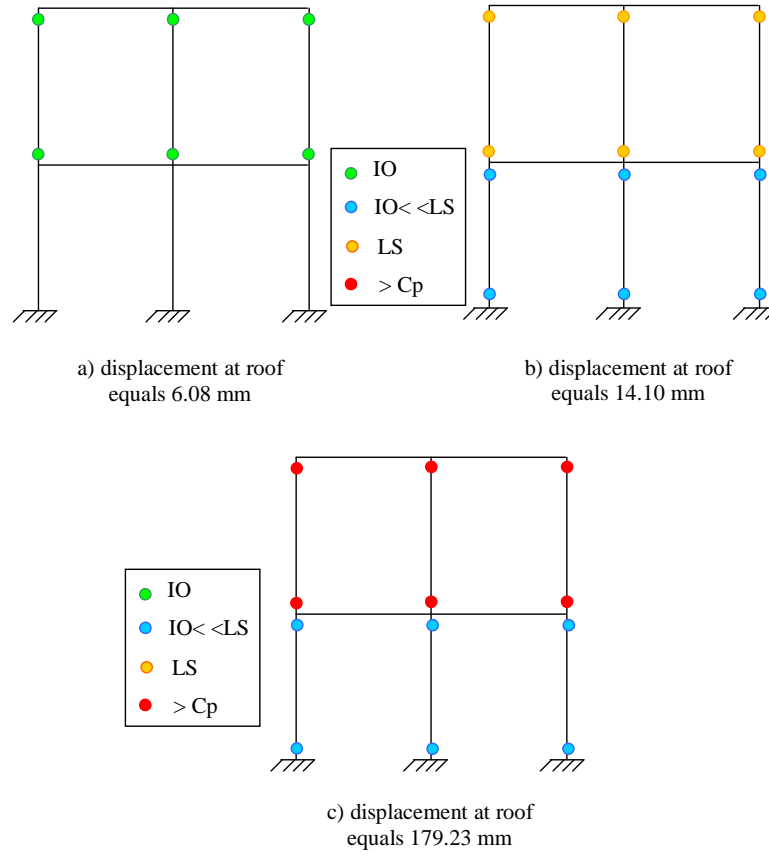 IO
IO< <LS
LS
> Cp
a) displacement at roof
equals 6.08 mm
b) displacement at roof
equals 14.10 mm
IO
IO< <LS
LS
> Cp
c) displacement at roof
equals 179.23 mm